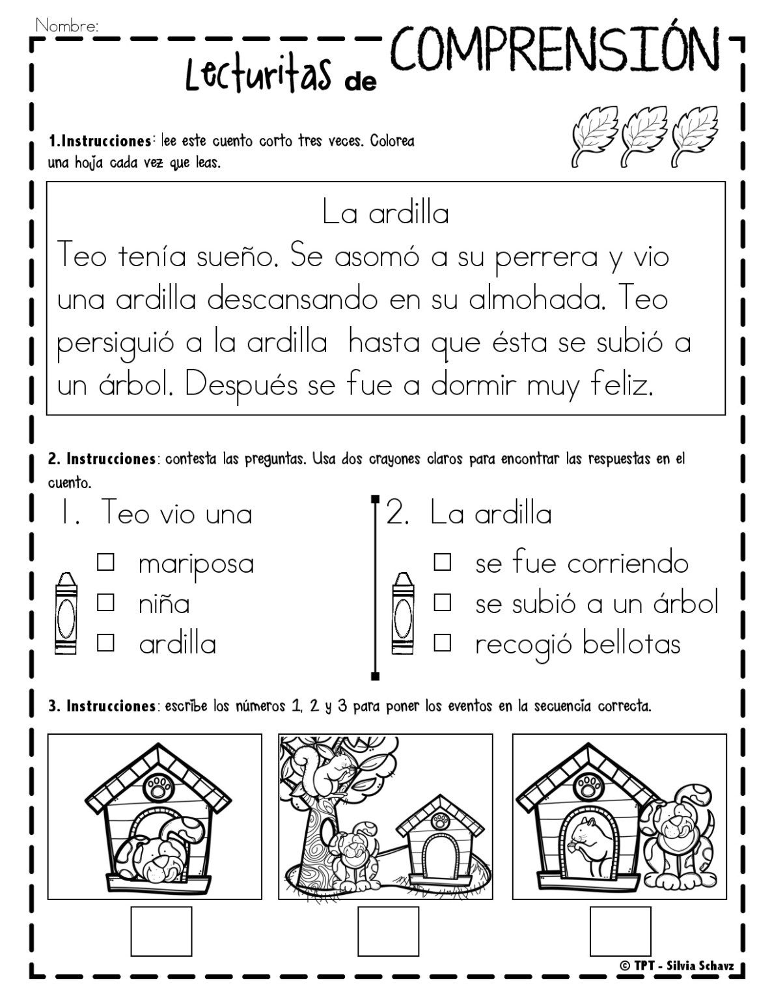 Nombre:
Lecturitas de COMPRENSIÓN
1.Instrucciones: lee este cuento corto tres veces. Colorea
una hoja cada vez que leas.
La ardilla
Teo tenía sueño. Se asomó a su perrera y vio
una ardilla descansando en su almohada. Teo
persiguió a la ardilla hasta que ésta se subió a
un árbol. Después se fue a dormir muy feliz.
2. Instrucciones: contesta las preguntas. Usa dos crayones claros para encontrar las respuestas en el
cuento.
1. Teo vio una
mariposa
niña
ardilla
2. La ardilla
se fue corriendo
se subió a un árbol
recogió bellotas
3. Instrucciones: escribe los números 1, 2 y 3 para poner los eventos en la secuencia correcta.
© TPT - Silvia Schavz